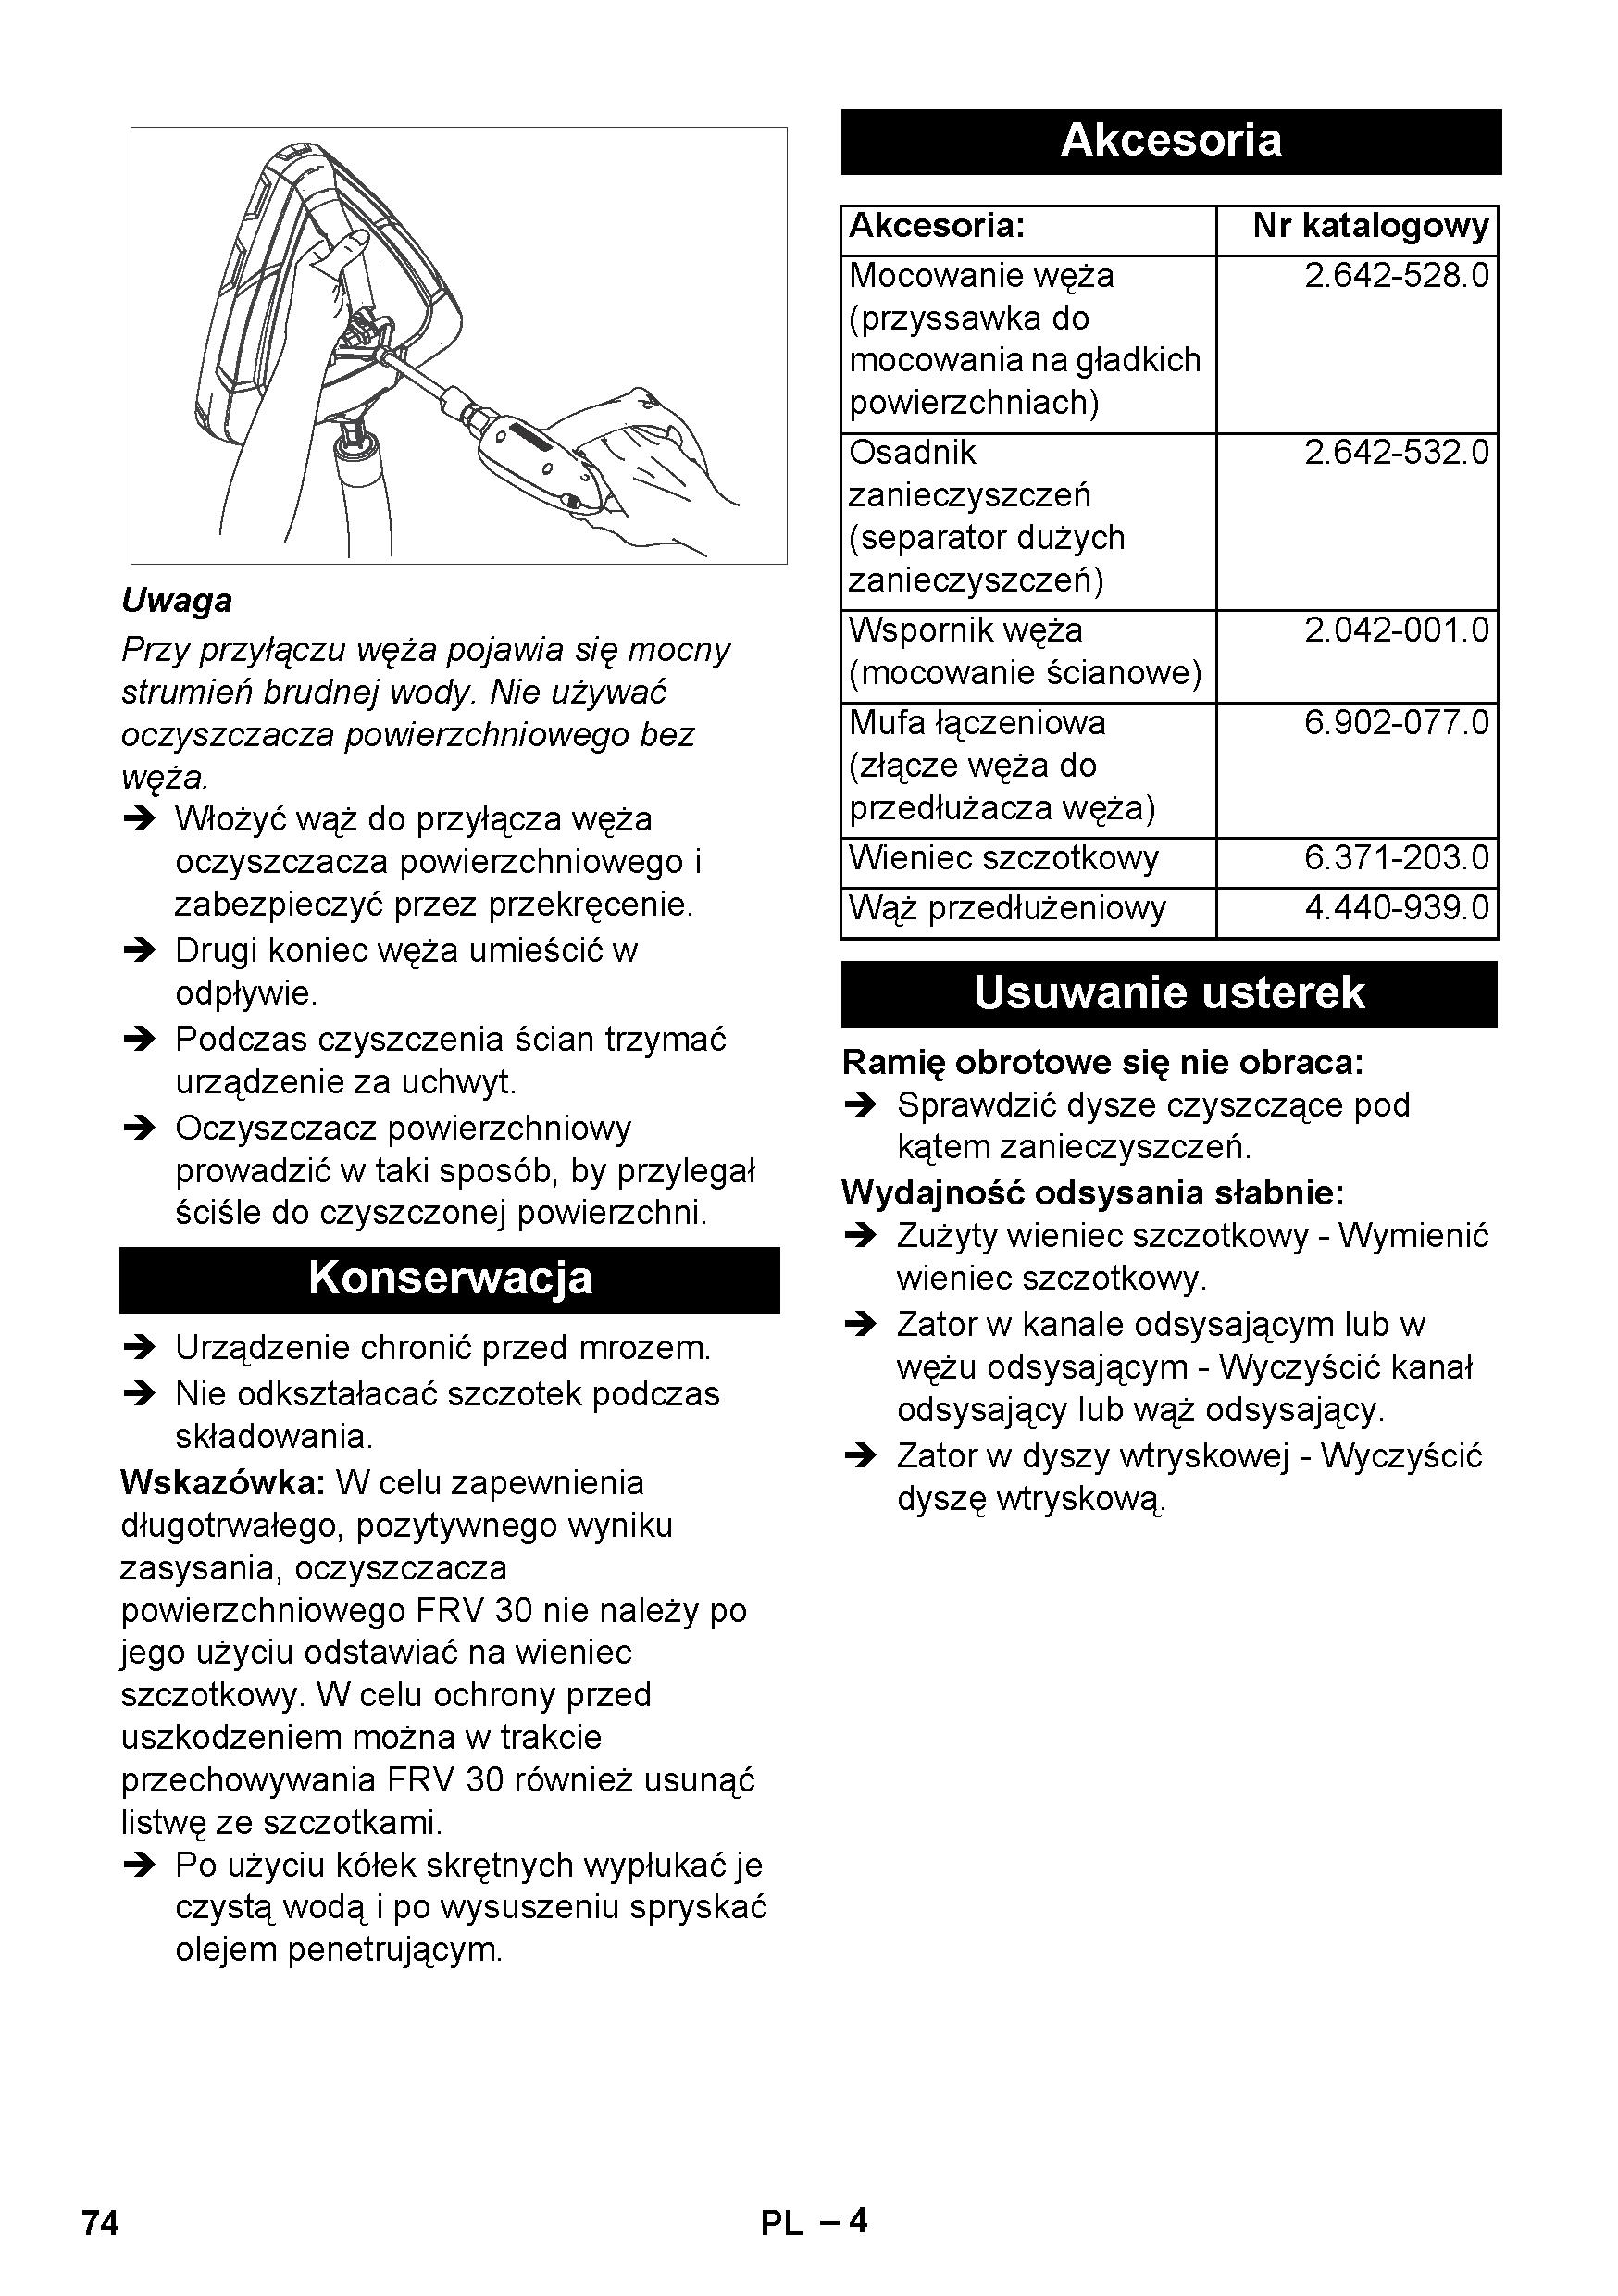 Uwaga
Przy przyłączu węża pojawia się mocny
strumień brudnej wody. Nie używać
oczyszczacza powierzchniowego bez
węża.
➔ Włożyć wąż do przyłącza węża
oczyszczacza powierzchniowego i
zabezpieczyć przez przekręcenie.
➔ Drugi koniec węża umieścić w
odpływie.
➔ Podczas czyszczenia ścian trzymać
urządzenie za uchwyt.
➔ Oczyszczacz powierzchniowy
prowadzić w taki sposób, by przylegał
ściśle do czyszczonej powierzchni.
Konserwacja
➔ Urządzenie chronić przed mrozem.
➔ Nie odkształacać szczotek podczas
składowania.
Wskazówka: W celu zapewnienia
długotrwałego, pozytywnego wyniku
zasysania, oczyszczacza
powierzchniowego FRV 30 nie należy po
jego użyciu odstawiać na wieniec
szczotkowy. W celu ochrony przed
uszkodzeniem można w trakcie
przechowywania FRV 30 również usunąć
listwę ze szczotkami.
➔ Po użyciu kółek skrętnych wypłukać je
czystą wodą i po wysuszeniu spryskać
olejem penetrującym.
Akcesoria
Akcesoria: Nr katalogowy
Mocowanie węża 2.642-528.0
(przyssawka do
mocowania na gładkich
powierzchniach)
Osadnik 2.642-532.0
zanieczyszczeń
(separator dużych
zanieczyszczeń)
Wspornik węża 2.042-001.0
(mocowanie ścianowe)
Mufa łączeniowa 6.902-077.0
(złącze węża do
przedłużacza węża)
Wieniec szczotkowy 6.371-203.0
Wąż przedłużeniowy 4.440-939.0
Usuwanie usterek
Ramię obrotowe się nie obraca:
➔ Sprawdzić dysze czyszczące pod
kątem zanieczyszczeń.
Wydajność odsysania słabnie:
➔ Zużyty wieniec szczotkowy - Wymienić
wieniec szczotkowy.
➔ Zator w kanale odsysającym lub w
wężu odsysającym - Wyczyścić kanał
odsysający lub wąż odsysający.
➔ Zator w dyszy wtryskowej - Wyczyścić
dyszę wtryskową.
74 PL – 4